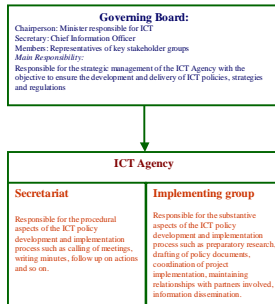 Governing Board:
Chairperson: Minister responsible for ICT
Secretary: Chief Information Officer
Members: Representatives of key stakeholder groups
Main Responsibility:
Responsible for the strategic management of the ICT Agency with the
objective to ensure the development and delivery of ICT policies, strategies
and regulations
ICT Agency
Secretariat
Responsible for the procedural
aspects of the ICT policy
development and implementation
process such as calling of meetings,
writing minutes, follow up on actions
and so on.
Implementing group
Responsible for the substantive
aspects of the ICT policy
development and implementation
process such as preparatory research,
drafting of policy documents,
coordination of project
implementation, maintaining
relationships with partners involved,
information dissemination.